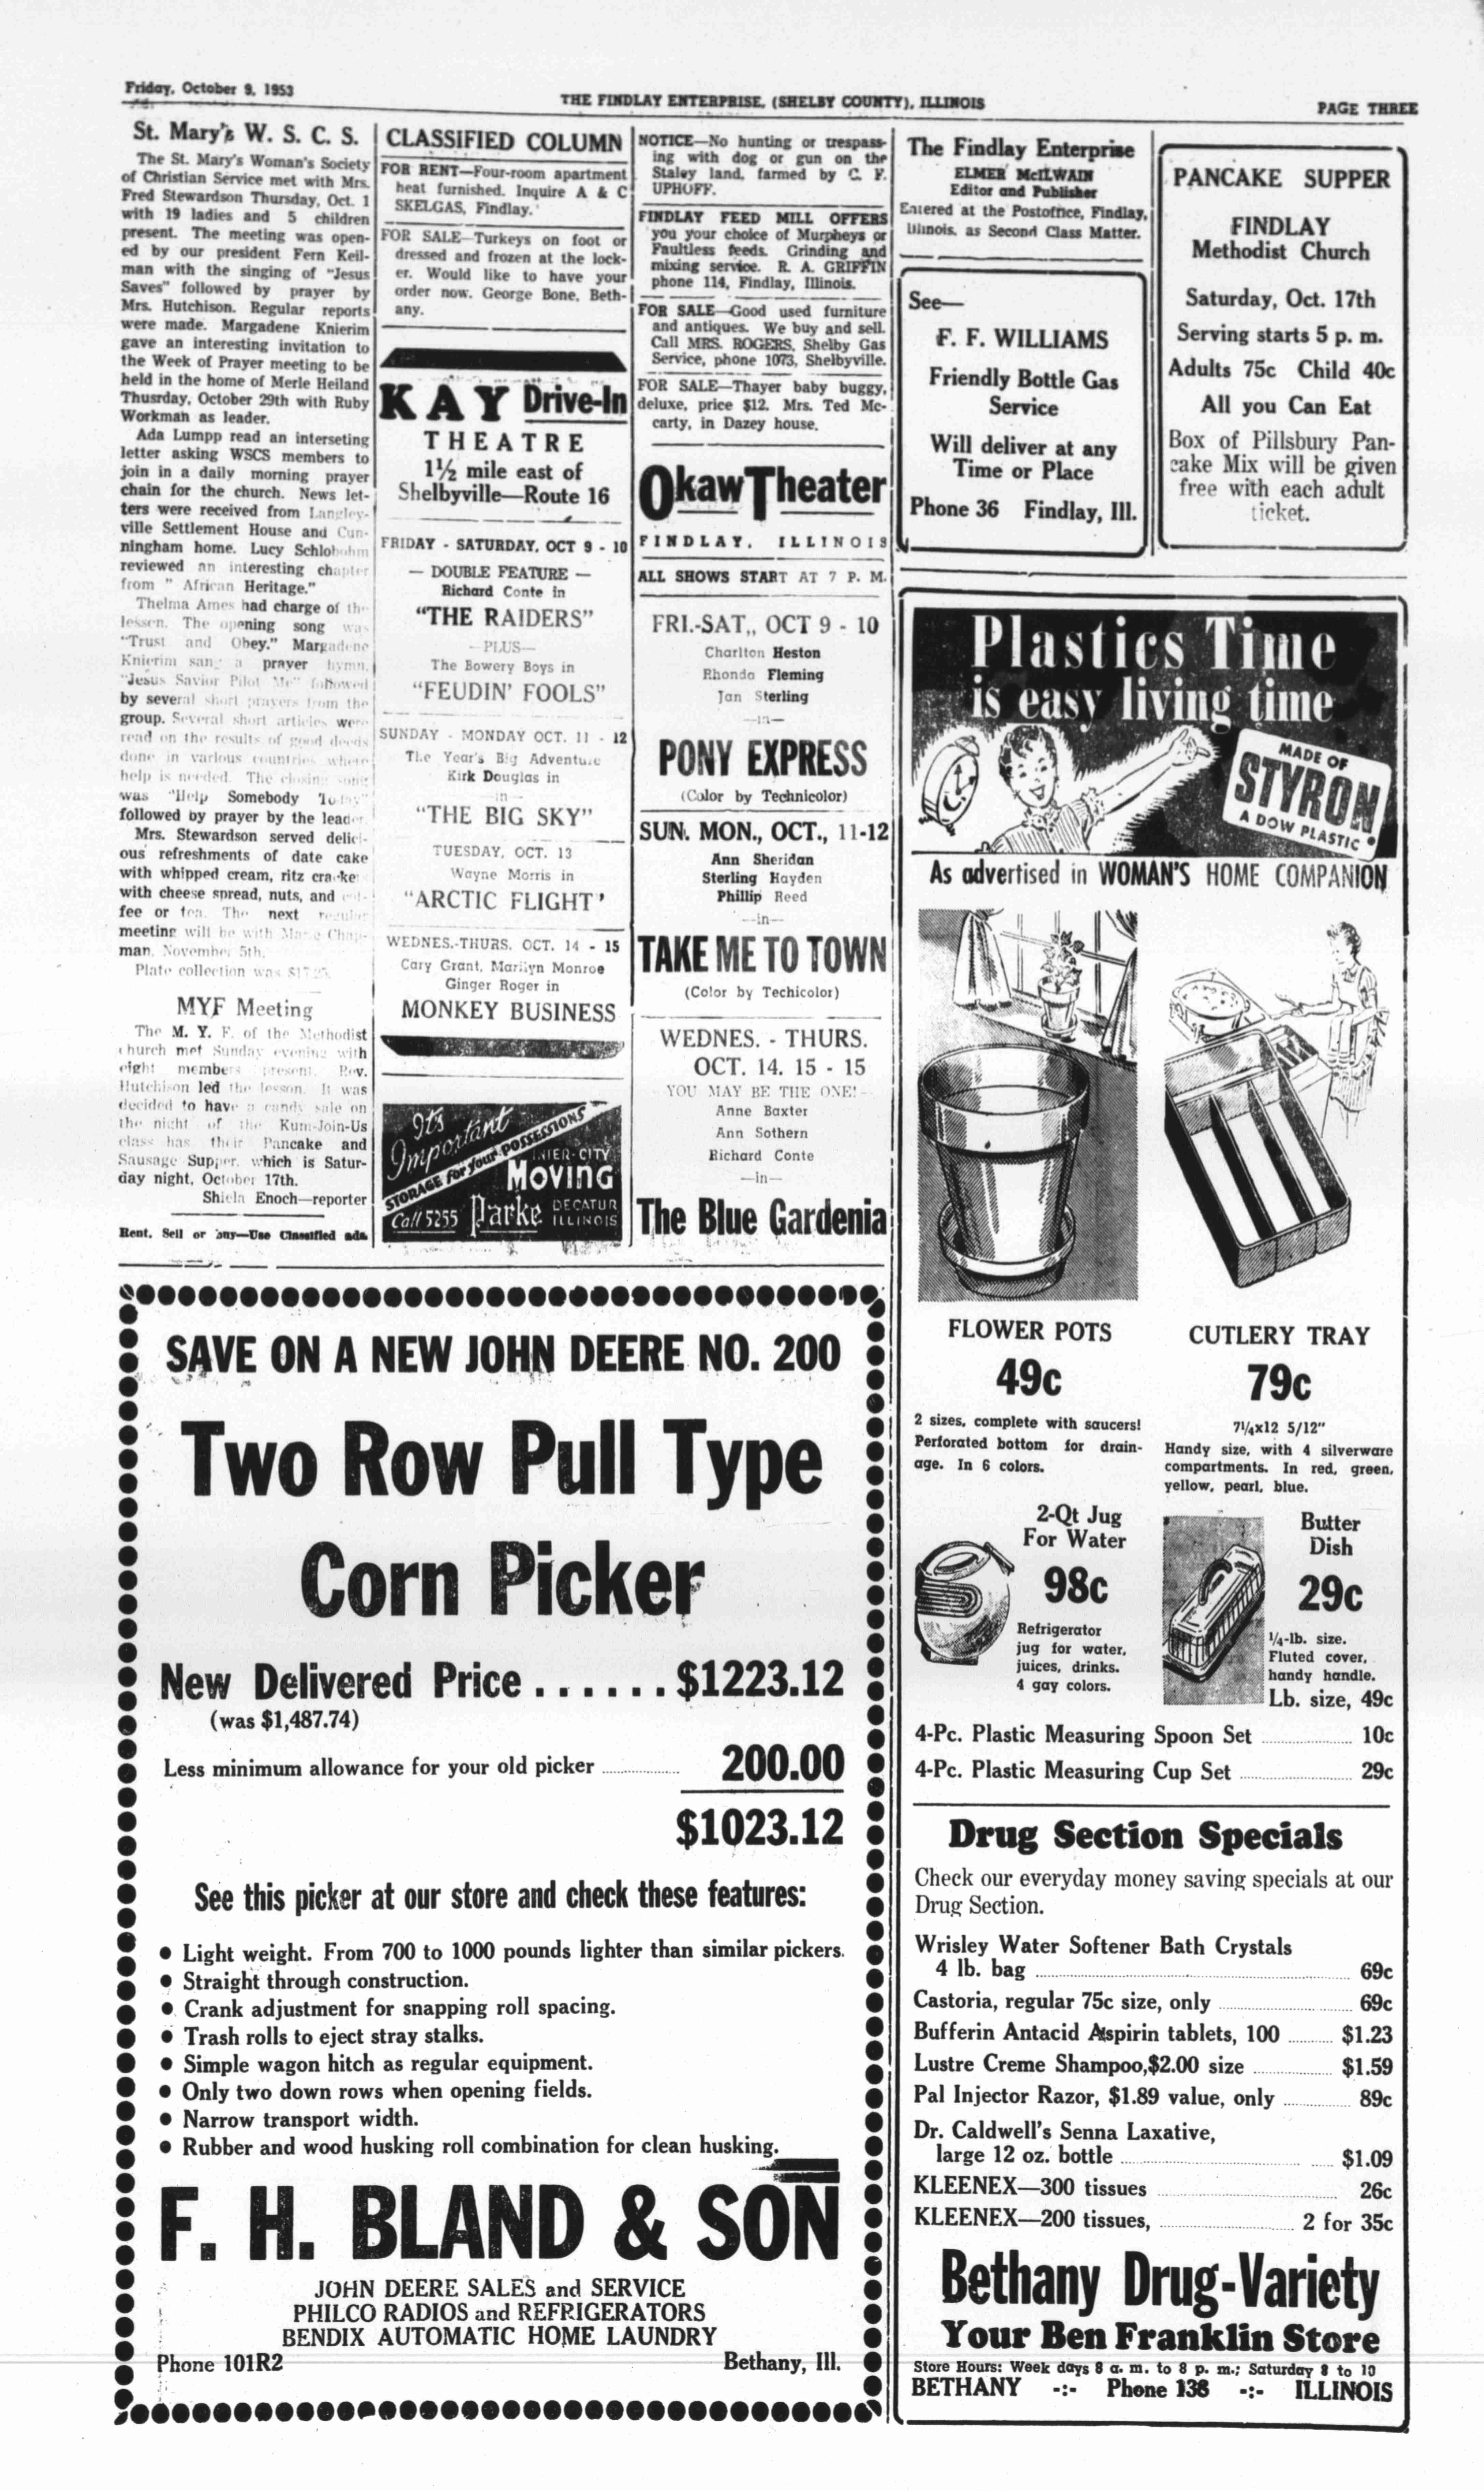 Friday, October 9, 1953
THE FINDLAY ENTERPRISE, (SHELBY COUNTY), ILLINOIS
PAGE THREE
St. Mary's W. S. C. S.
The St. Mary's Woman's Society
of Christian Service met with Mrs.
Fred Stewardson Thursday, Oct. 1
with 19 ladies and 5 children
present. The meeting was open-
ed by our president Fern Keil-
man with the singing of "Jesus
Saves" followed by prayer by
Mrs. Hutchison. Regular reports
were made. Margadene Knierim
gave an interesting invitation to
the Week of Prayer meeting to be
held in the home of Merle Heiland
Thusrday, October 29th with Ruby
Workman as leader.
Ada Lumpp read an interseting
letter asking WSCS members to
join in a daily morning prayer
chain for the church. News let-
ters were received from Langley-
ville Settlement House and Cun-
ningham home. Lucy Schlobohm
reviewed an interesting chapter
from " African Heritage."
Thelma Ames had charge of the
lessen. The opening song was
"Trust and Obey." Margadene
Knierim sang a prayer hymn,
"Jesus Savior Pilot Me" followed
by several short prayers from the
group. Several short articles were
read on the results of good deeds
done in various countries where
help is needed. The closing song
was "Help Somebody Today"
followed by prayer by the leader.
Mrs. Stewardson served delici-
ous refreshments of date cake
with whipped cream, ritz cracker
with cheese spread, nuts, and cof-
fee or tea. The next regular
meeting will be with Chap-
man, November 5th.
Plate collection was
MYF Meeting
The M. Y. F. of the Methodist
church met Sunday evening with
eight members present. Rev.
Hutchison led the lesson. It was
decided to have a candy sale on
the night of the Kum-Join-Us
class has their Pancake and
Sausage Supper, which is Satur-
day night, October 17th.
Shiela Enoch—reporter
Rent, Sell or buy—Use Classified ads
CLASSIFIED COLUMN
FOR RENT—Four-room apartment
heat furnished. Inquire A & C
SKELGAS, Findlay.
FOR SALE—Turkeys on foot or
dressed and frozen at the lock-
er. Would like to have your
order now. George Bone, Beth-
any.
KAY Drive-In
THEATRE
1½ mile east of
Shelbyville—Route 16
FRIDAY - SATURDAY, OCT 9 - 10
— DOUBLE FEATURE —
Richard Conte in
"THE RAIDERS"
—PLUS—
The Bowery Boys in
"FEUDIN' FOOLS"
SUNDAY - MONDAY OCT. 11 - 12
The Year's Big Adventure
Kirk Douglas in
—in—
"THE BIG SKY"
TUESDAY, OCT. 13
Wayne Morris in
"ARCTIC FLIGHT'
WEDNES.-THURS. OCT. 14 - 15
Cary Grant, Marilyn Monroe
Ginger Roger in
MONKEY BUSINESS
It's
Important
STORAGE for your POSSESSIONS
INTER-CITY
MOVING
Call 5255 Parke DECATUR
ILLINOIS
NOTICE—No hunting or trespass-
ing with dog or gun on the
Staley land, farmed by C. F.
UPHOFF.
FINDLAY FEED MILL OFFERS
you your choice of Murpheys or
Faultless feeds. Grinding and
mixing service. R. A. GRIFFIN
phone 114, Findlay, Illinois.
FOR SALE—Good used furniture
and antiques. We buy and sell.
Call MRS. ROGERS, Shelby Gas
Service, phone 1073, Shelbyville.
FOR SALE—Thayer baby buggy,
deluxe, price $12. Mrs. Ted Mc-
carty, in Dazey house.
Okaw Theater
FINDLAY, ILLINOIS
ALL SHOWS START AT 7 P. M.
FRI.-SAT,, OCT 9 - 10
Charlton Heston
Rhonda Fleming
Jan Sterling
—in—
PONY EXPRESS
(Color by Technicolor)
SUN. MON., OCT., 11-12
Ann Sheridan
Sterling Hayden
Phillip Reed
—in—
TAKE ME TO TOWN
(Color by Techicolor)
WEDNES. - THURS.
OCT. 14. 15 - 15
YOU MAY BE THE ONE!—
Anne Baxter
Ann Sothern
Richard Conte
—in—
The Blue Gardenia
The Findlay Enterprise
ELMER McILWAIN
Editor and Publisher
Entered at the Postoffice, Findlay,
Illinois, as Second Class Matter.
See—
F. F. WILLIAMS
Friendly Bottle Gas
Service
Will deliver at any
Time or Place
Phone 36 Findlay, Ill.
PANCAKE SUPPER
FINDLAY
Methodist Church
Saturday, Oct. 17th
Serving starts 5 p. m.
Adults 75c Child 40c
All you Can Eat
Box of Pillsbury Pan-
cake Mix will be given
free with each adult
ticket.
SAVE ON A NEW JOHN DEERE NO. 200
Two Row Pull Type
Corn Picker
New Delivered Price ...... $1223.12
(was $1,487.74)
Less minimum allowance for your old picker ........ 200.00
$1023.12
See this picker at our store and check these features:
• Light weight. From 700 to 1000 pounds lighter than similar pickers.
• Straight through construction.
• Crank adjustment for snapping roll spacing.
• Trash rolls to eject stray stalks.
• Simple wagon hitch as regular equipment.
• Only two down rows when opening fields.
• Narrow transport width.
• Rubber and wood husking roll combination for clean husking.
F. H. BLAND & SON
JOHN DEERE SALES and SERVICE
PHILCO RADIOS and REFRIGERATORS
BENDIX AUTOMATIC HOME LAUNDRY
Phone 101R2 Bethany, Ill.
Plastics Time
is easy living time
MADE OF
STYRON
A DOW PLASTIC
As advertised in WOMAN'S HOME COMPANION
FLOWER POTS
49c
2 sizes, complete with saucers!
Perforated bottom for drain-
age. In 6 colors.
CUTLERY TRAY
79c
7¼x12 5/12"
Handy size, with 4 silverware
compartments. In red, green,
yellow, pearl, blue.
2-Qt Jug
For Water
98c
Refrigerator
jug for water,
juices, drinks.
4 gay colors.
Butter
Dish
29c
¼-lb. size.
Fluted cover,
handy handle.
Lb. size, 49c
4-Pc. Plastic Measuring Spoon Set ........ 10c
4-Pc. Plastic Measuring Cup Set ........ 29c
Drug Section Specials
Check our everyday money saving specials at our
Drug Section.
Wrisley Water Softener Bath Crystals
4 lb. bag ........ 69c
Castoria, regular 75c size, only ........ 69c
Bufferin Antacid Aspirin tablets, 100 ........ $1.23
Lustre Creme Shampoo,$2.00 size ........ $1.59
Pal Injector Razor, $1.89 value, only ........ 89c
Dr. Caldwell's Senna Laxative,
large 12 oz. bottle ........ $1.09
KLEENEX—300 tissues ........ 26c
KLEENEX—200 tissues, ........ 2 for 35c
Bethany Drug-Variety
Your Ben Franklin Store
Store Hours: Week days 8 a. m. to 8 p. m.; Saturday 8 to 10
BETHANY -:- Phone 138 -:- ILLINOIS